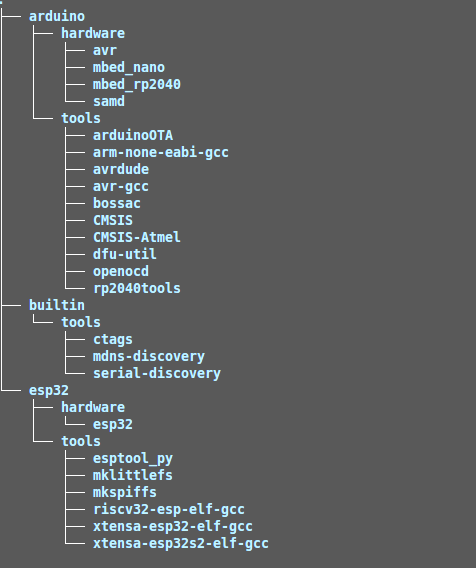 .
├── arduino
│   ├── hardware
│   │   ├── avr
│   │   ├── mbed_nano
│   │   ├── mbed_rp2040
│   │   └── samd
│   └── tools
│       ├── arduinoOTA
│       ├── arm-none-eabi-gcc
│       ├── avrdude
│       ├── avr-gcc
│       ├── bossac
│       ├── CMSIS
│       ├── CMSIS-Atmel
│       ├── dfu-util
│       ├── openocd
│       └── rp2040tools
├── builtin
│   └── tools
│       ├── ctags
│       ├── mdns-discovery
│       └── serial-discovery
└── esp32
    ├── hardware
    │   └── esp32
    └── tools
        ├── esptool_py
        ├── mklittlefs
        ├── mkspiffs
        ├── riscv32-esp-elf-gcc
        ├── xtensa-esp32-elf-gcc
        └── xtensa-esp32s2-elf-gcc